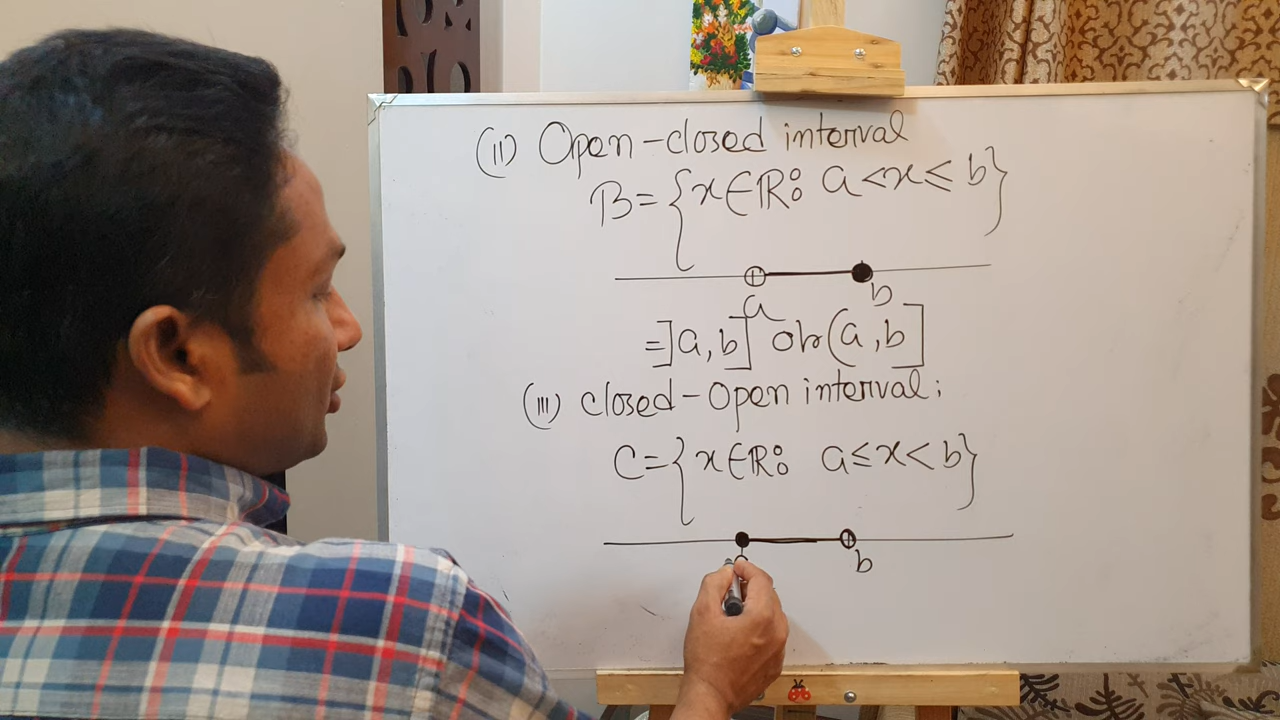 (II) Open-closed interval
B={x∈ℝ: a<x≤b}
a b
=]a,b] or (a,b]
(III) closed-Open interval:
C={x∈ℝ: a≤x<b}
b